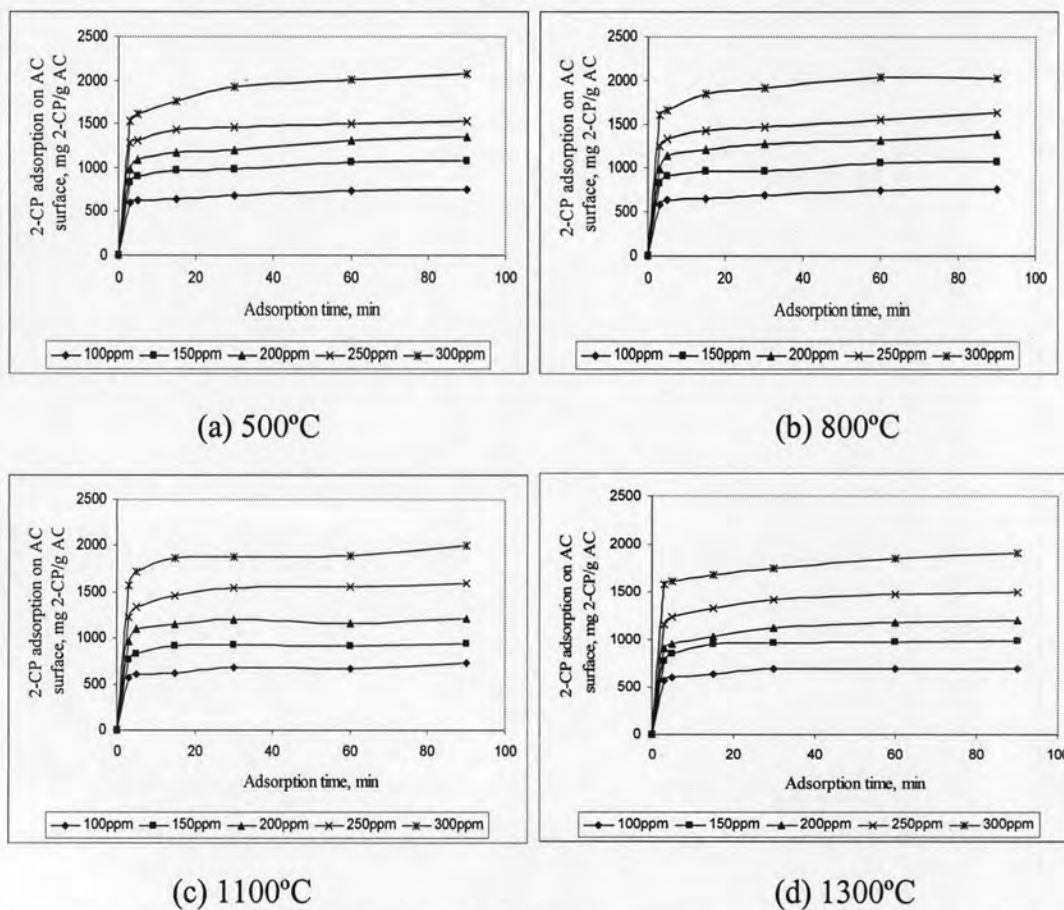 2-CP adsorption on AC
surface, mg 2-CP/g AC
2500
2000
1500
1000
500
0
0 20 40 60 80 100
Adsorption time, min
100ppm 150ppm 200ppm 250ppm 300ppm
(a) 500ºC
2-CP adsorption on AC
surface, mg 2-CP/g AC
2500
2000
1500
1000
500
0
0 20 40 60 80 100
Adsorption time, min
100ppm 150ppm 200ppm 250ppm 300ppm
(b) 800ºC
2-CP adsorption on AC
surface, mg 2-CP/g AC
2500
2000
1500
1000
500
0
0 20 40 60 80 100
Adsorption time, min
100ppm 150ppm 200ppm 250ppm 300ppm
(c) 1100ºC
2-CP adsorption on AC
surface, mg 2-CP/g AC
2500
2000
1500
1000
500
0
0 20 40 60 80 100
Adsorption time, min
100ppm 150ppm 200ppm 250ppm 300ppm
(d) 1300ºC